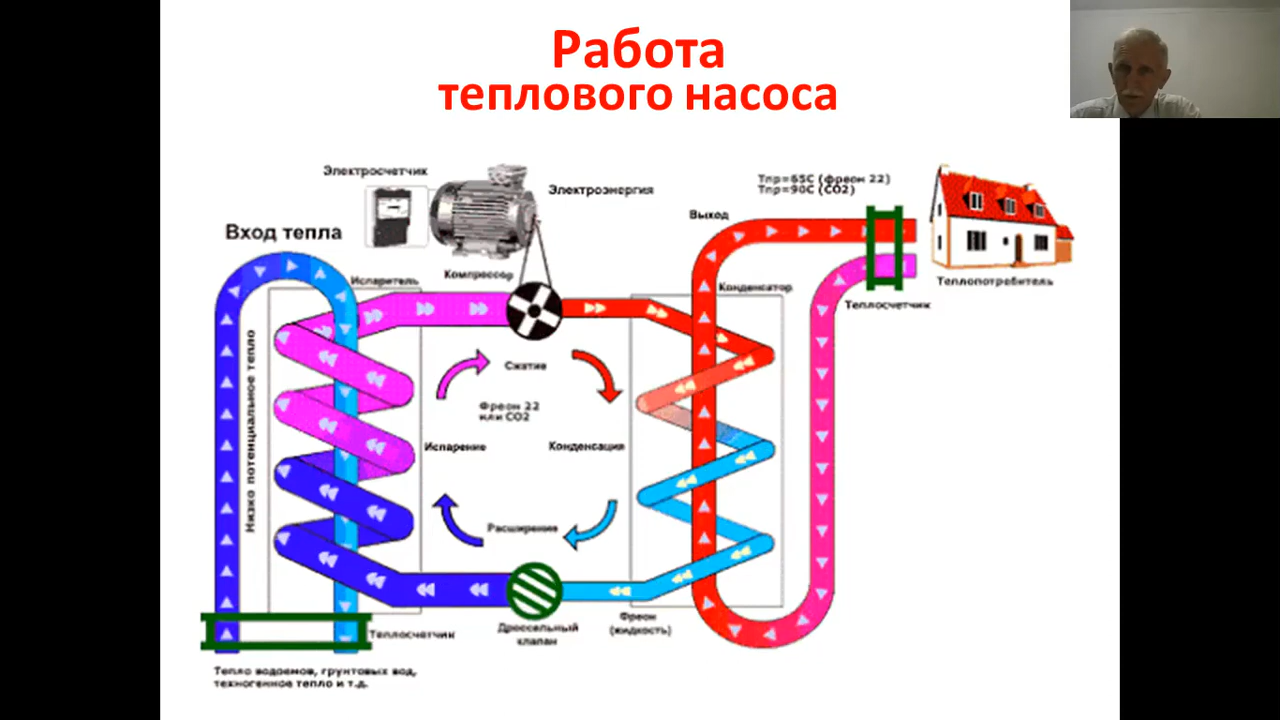 Работа
теплового насоса
Электросчетчик
Электроэнергия
Тпр=65С (фреон 22)
Тпр=90С (СО2)
Выход
Вход тепла
Испаритель
Компрессор
Конденсатор
Теплопотребитель
Теплосчетчик
Низко потенциальное тепло
Сжатие
Фреон 22
или СО2
Испарение
Конденсация
Расширение
Теплосчетчик
Дроссельный
клапан
Фреон
(жидкость)
Тепло водоемов, грунтовых вод,
техногенное тепло и т.д.